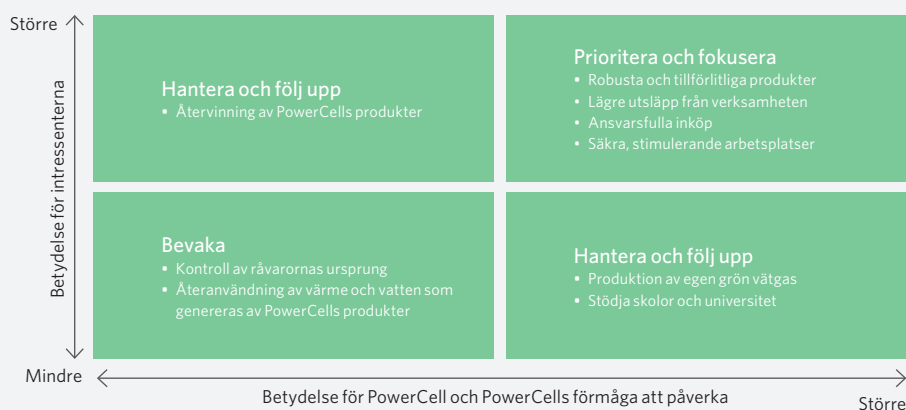 Större
Betydelse för intressenterna
Hantera och följ upp
▪ Återvinning av PowerCells produkter
Prioritera och fokusera
▪ Robusta och tillförlitliga produkter
▪ Lägre utsläpp från verksamheten
▪ Ansvarsfulla inköp
▪ Säkra, stimulerande arbetsplatser
Bevaka
▪ Kontroll av råvarornas ursprung
▪ Återanvändning av värme och vatten som
genereras av PowerCells produkter
Hantera och följ upp
▪ Produktion av egen grön vätgas
▪ Stödja skolor och universitet
Mindre
Betydelse för PowerCell och PowerCells förmåga att påverka
Större